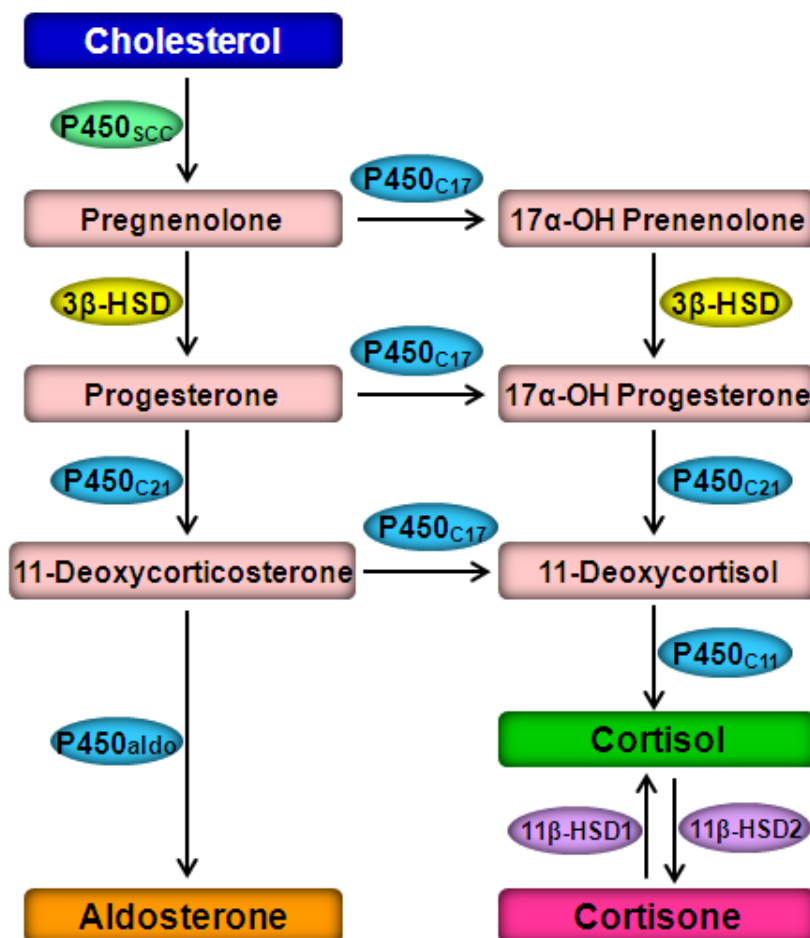 Cholesterol
P450SCC
P450C17
Pregnenolone
17α-OH Prenenolone
3β-HSD
3β-HSD
P450C17
Progesterone
17α-OH Progesterone
P450C21
P450C21
P450C17
11-Deoxycorticosterone
11-Deoxycortisol
P450C11
P450aldo
Cortisol
11β-HSD1
11β-HSD2
Aldosterone
Cortisone